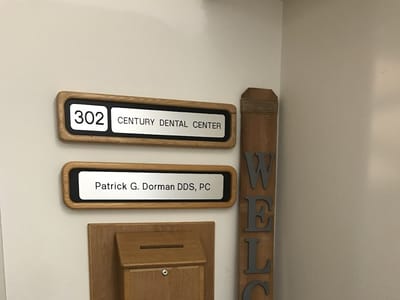 302 CENTURY DENTAL CENTER
Patrick G. Dorman DDS, PC
WELC